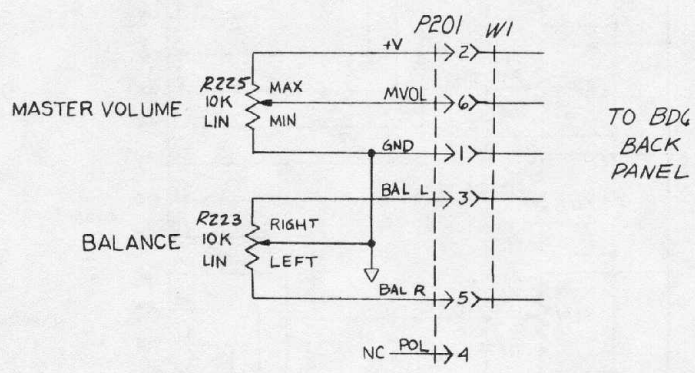 P201 W1
+V 2
R225 MAX
MASTER VOLUME 10K MVOL 6
LIN MIN
GND 1
TO BD6
BACK
PANEL
BAL L 3
R223 RIGHT
BALANCE 10K
LIN LEFT
BAL R 5
NC POL 4